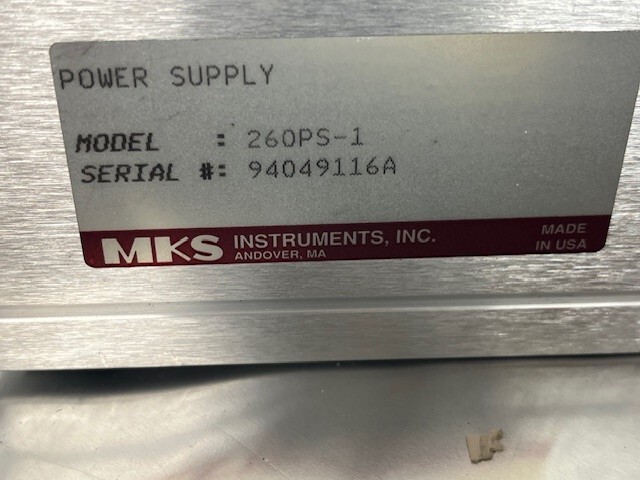 POWER SUPPLY
MODEL : 260PS-1
SERIAL #: 94049116A
MKS INSTRUMENTS, INC.
ANDOVER, MA
MADE
IN USA